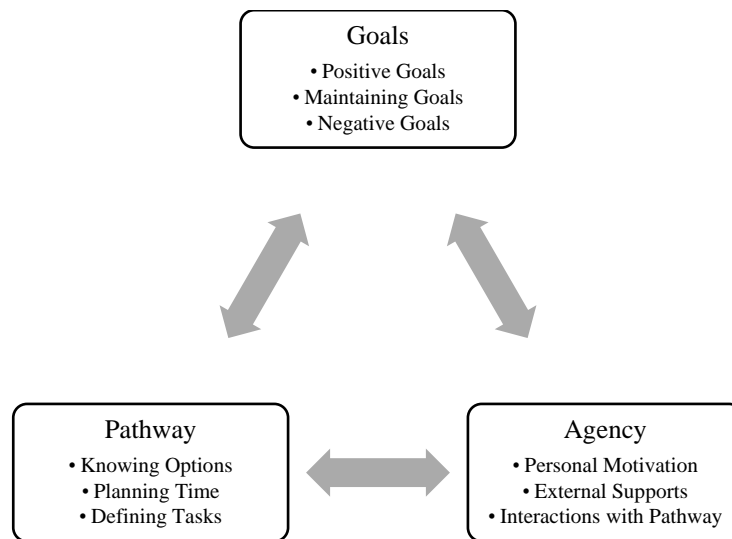 Goals
• Positive Goals
• Maintaining Goals
• Negative Goals
Pathway
• Knowing Options
• Planning Time
• Defining Tasks
Agency
• Personal Motivation
• External Supports
• Interactions with Pathway